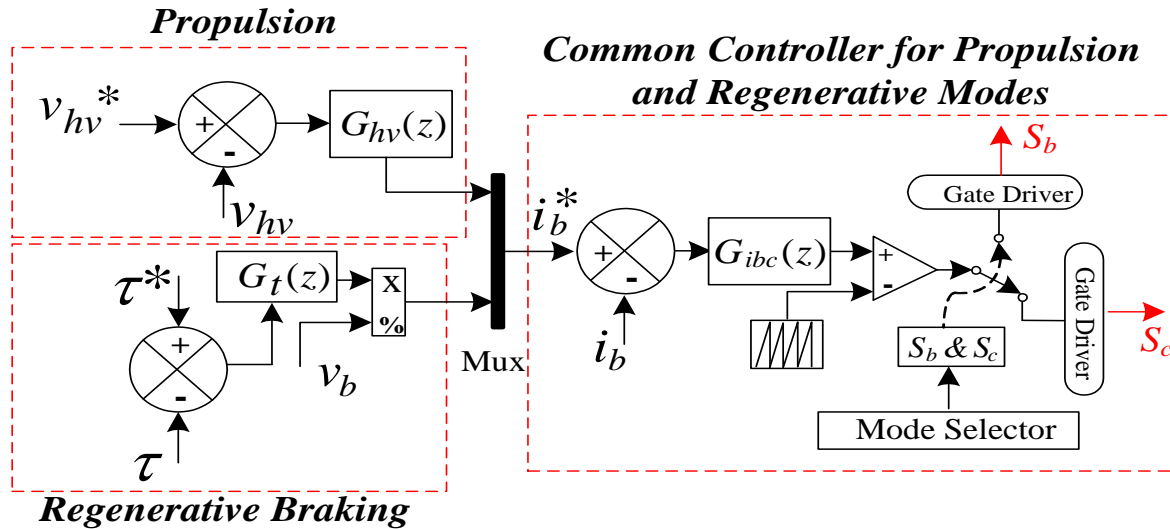 Propulsion
v_hv*
+
-
v_hv
G_hv(z)
τ*
+
-
τ
G_t(z)
X
%
v_b
Regenerative Braking
Mux
Common Controller for Propulsion
and Regenerative Modes
i_b*
+
-
i_b
G_ibc(z)
+
-
S_b & S_c
Mode Selector
Gate Driver
S_b
Gate Driver
S_c